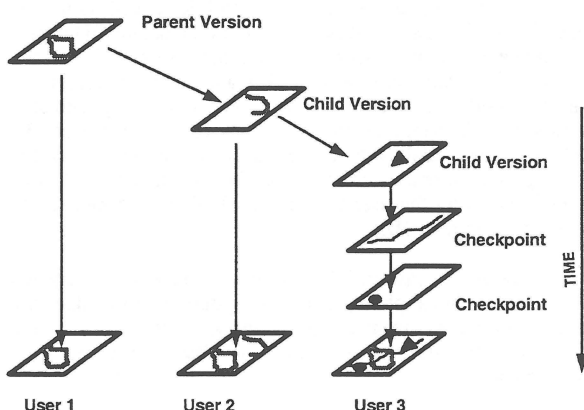 Parent Version
Child Version
Child Version
Checkpoint
Checkpoint
TIME
User 1
User 2
User 3